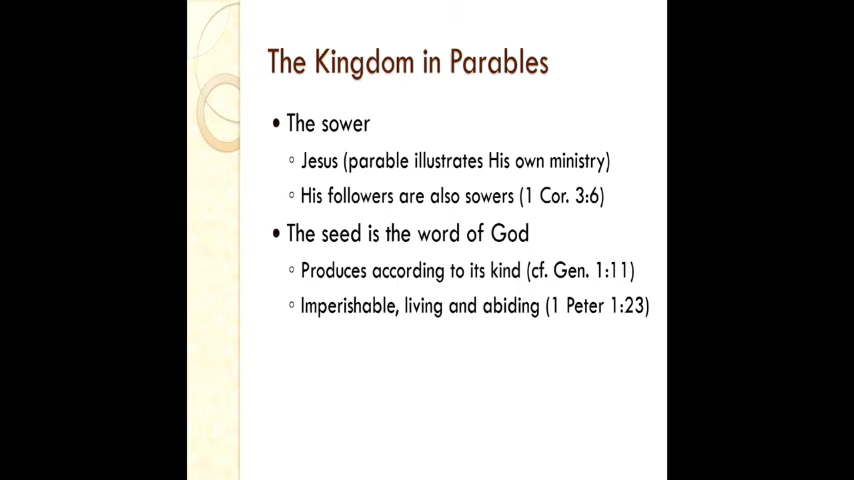 The Kingdom in Parables
• The sower
◦ Jesus (parable illustrates His own ministry)
◦ His followers are also sowers (1 Cor. 3:6)
• The seed is the word of God
◦ Produces according to its kind (cf. Gen. 1:11)
◦ Imperishable, living and abiding (1 Peter 1:23)